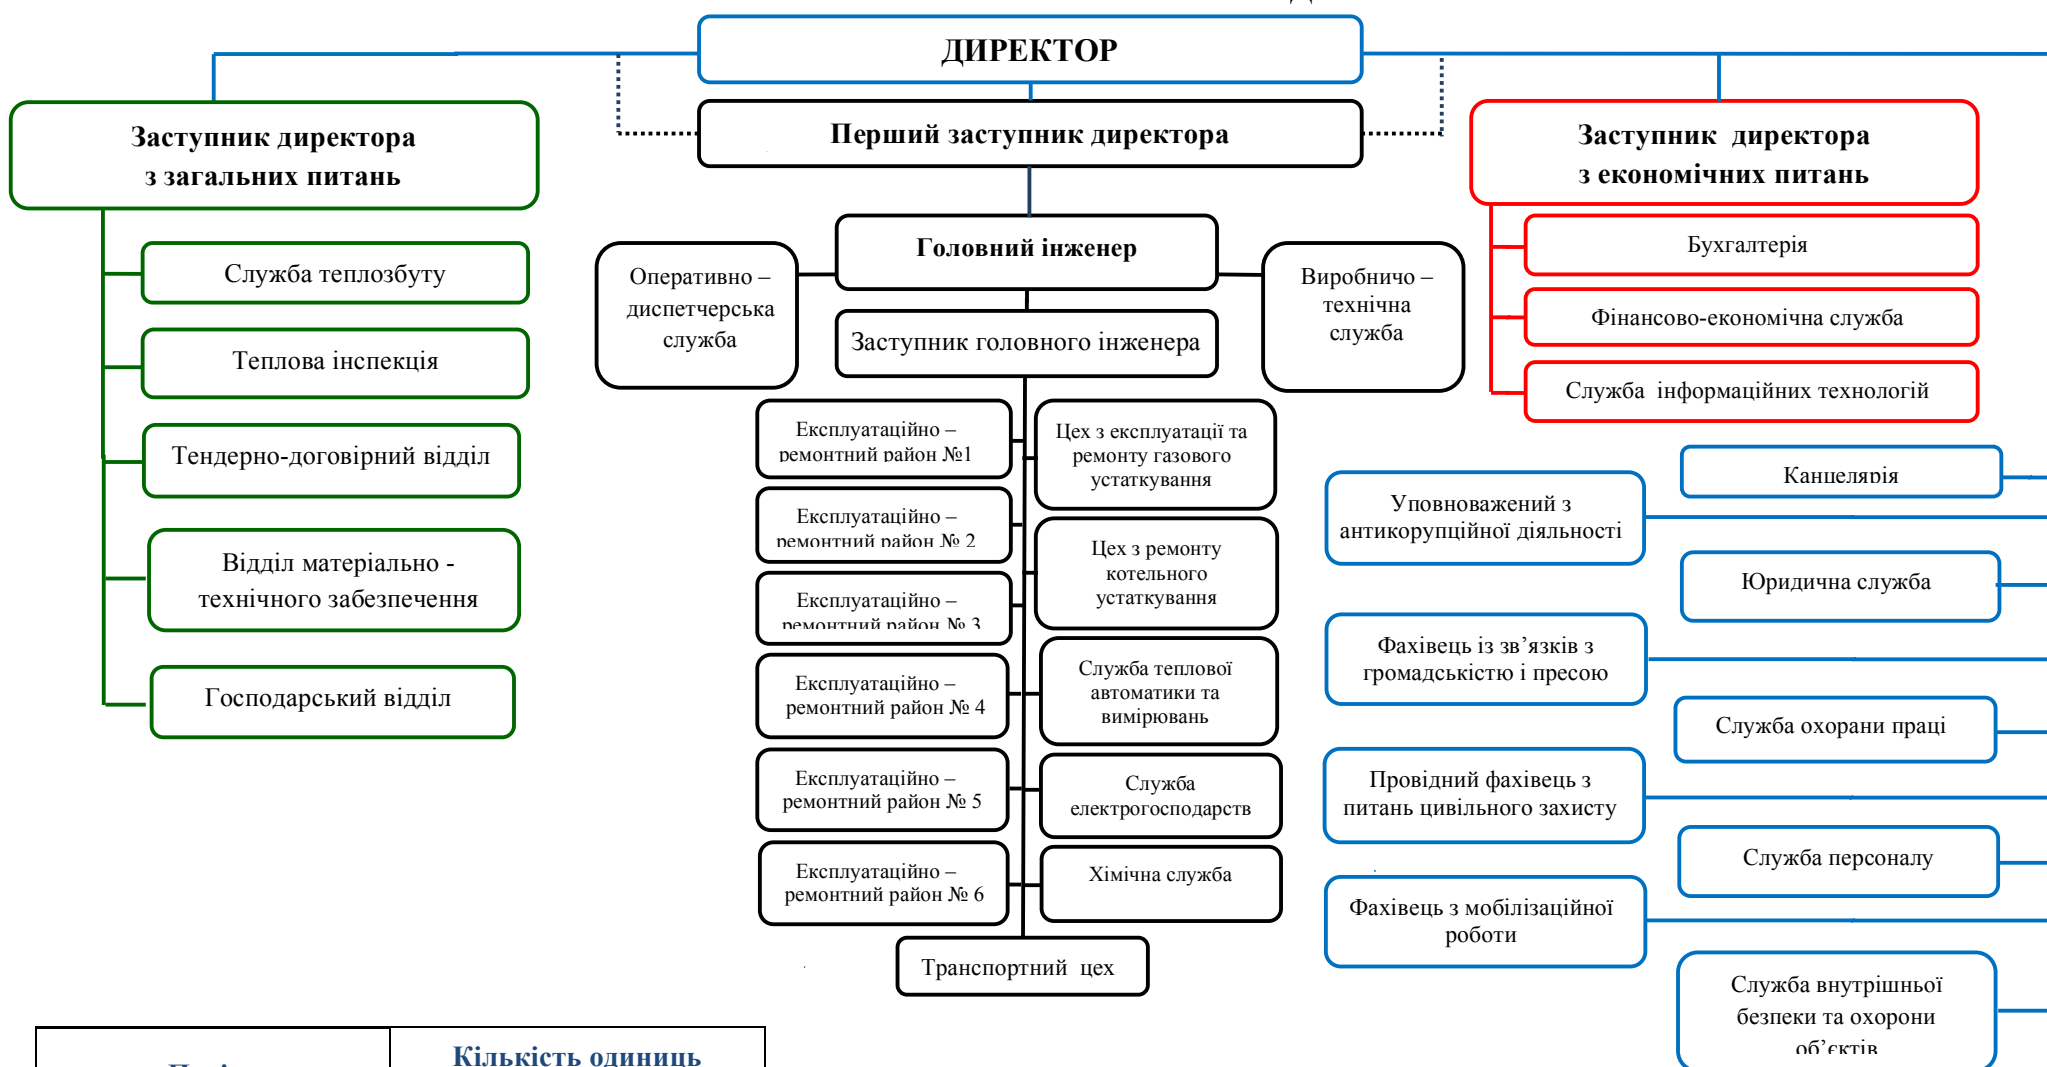 ДИРЕКТОР
Заступник директора
з загальних питань
Перший заступник директора
Заступник директора
з економічних питань
Служба теплозбуту
Теплова інспекція
Тендерно-договірний відділ
Відділ матеріально -
технічного забезпечення
Господарський відділ
Головний інженер
Оперативно –
диспетчерська
служба
Виробничо –
технічна
служба
Заступник головного інженера
Експлуатаційно –
ремонтний район №1
Експлуатаційно –
ремонтний район № 2
Експлуатаційно –
ремонтний район № 3
Експлуатаційно –
ремонтний район № 4
Експлуатаційно –
ремонтний район № 5
Експлуатаційно –
ремонтний район № 6
Цех з експлуатації та
ремонту газового
устаткування
Цех з ремонту
котельного
устаткування
Служба теплової
автоматики та
вимірювань
Служба
електрогосподарств
Хімічна служба
Транспортний цех
Бухгалтерія
Фінансово-економічна служба
Служба інформаційних технологій
Уповноважений з
антикорупційної діяльності
Фахівець із зв’язків з
громадськістю і пресою
Провідний фахівець з
питань цивільного захисту
Фахівець з мобілізаційної
роботи
Канцелярія
Юридична служба
Служба охорани праці
Служба персоналу
Служба внутрішньої
безпеки та охорони
об’єктів
Кількість одиниць